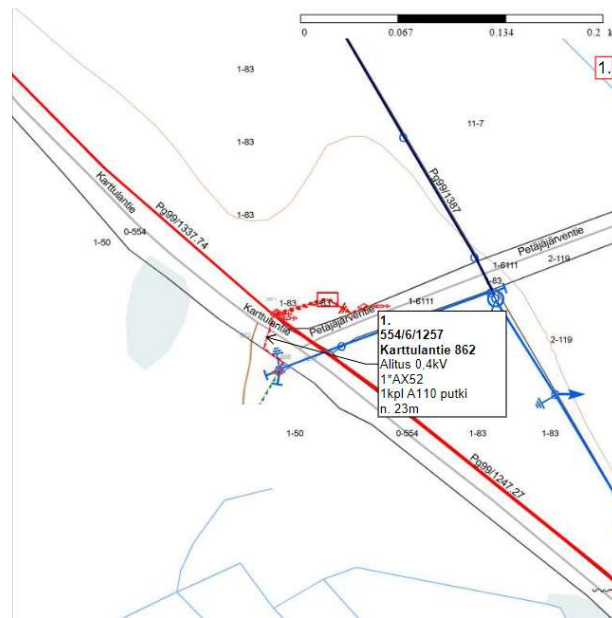 0 0.067 0.134 0.2 k
1.
1-83
11-7
1-83
Pg99/1387
1-83
Karttulantie
Pg99/1337.74
0-554
1-50
1-6111
2-119
-83
1-83
1-83
1-6111
Petäjäjärventie
Karttulantie
Petäjäjärventie
1.
554/6/1257
Karttulantie 862
Alitus 0,4kV
1*AX52
1kpl A110 putki
n. 23m
2-119
1-50
0-554
1-83
1-83
Pg99/1247.27